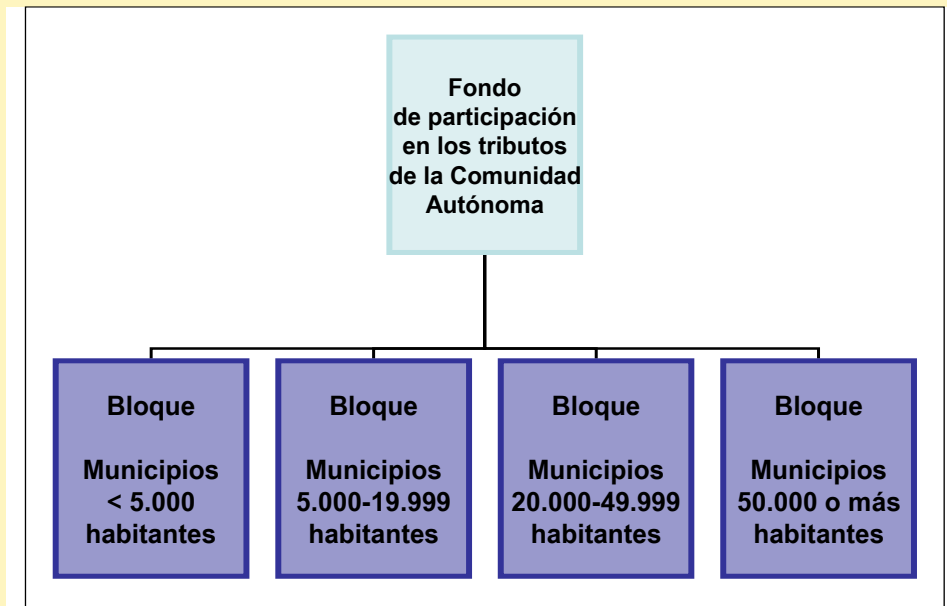 Fondo
de participación
en los tributos
de la Comunidad
Autónoma
Bloque
Municipios
< 5.000
habitantes
Bloque
Municipios
5.000-19.999
habitantes
Bloque
Municipios
20.000-49.999
habitantes
Bloque
Municipios
50.000 o más
habitantes